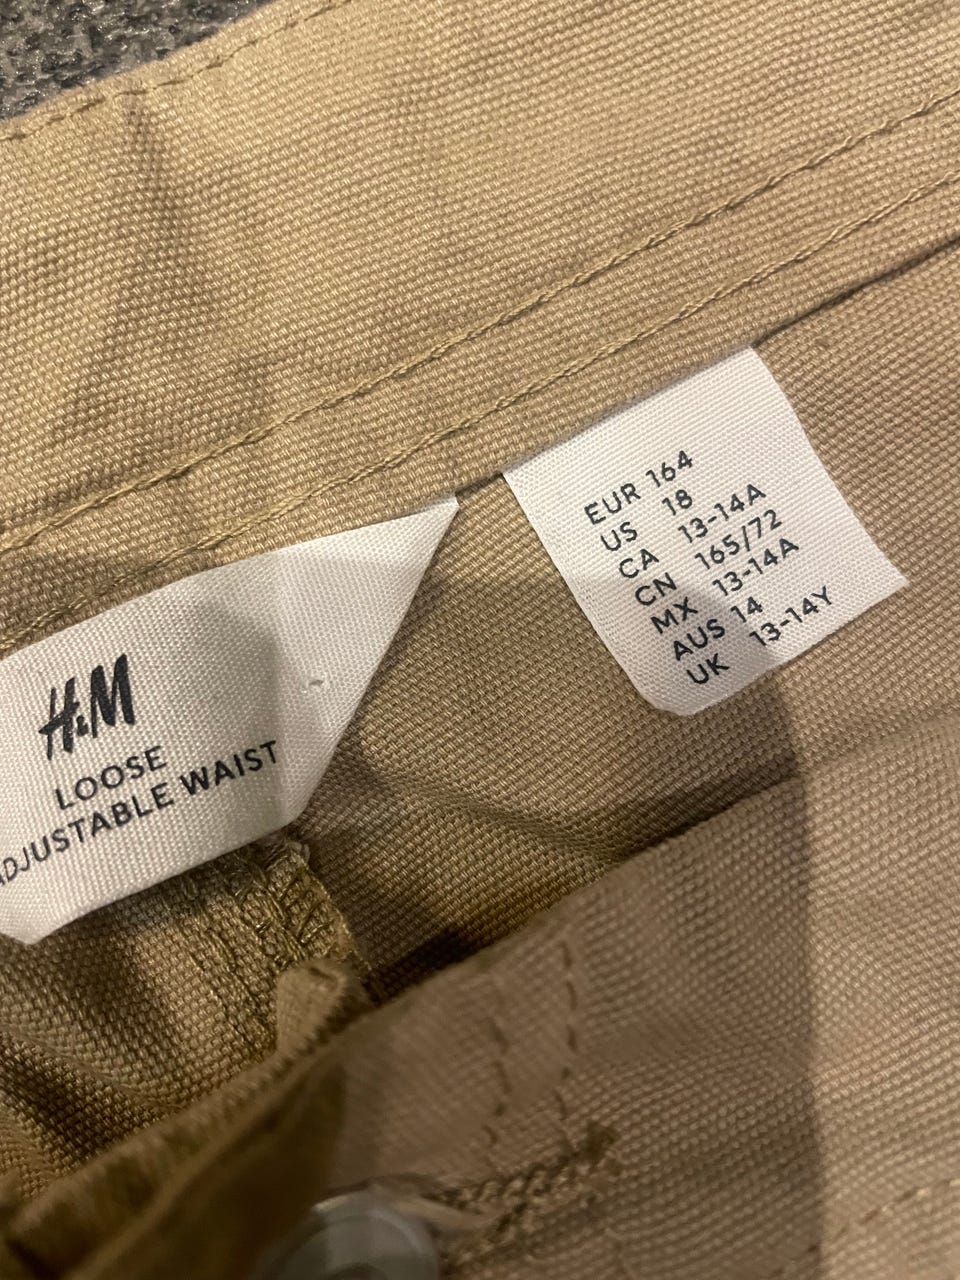 H&M
LOOSE
ADJUSTABLE WAIST
EUR 164
US 18
CA 13-14A
CN 165/72
MX 13-14A
AUS 14
UK 13-14Y